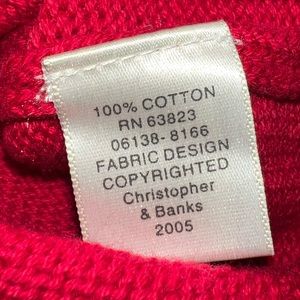 100% COTTON
RN 63823
06138-8166
FABRIC DESIGN
COPYRIGHTED
Christopher
& Banks
2005